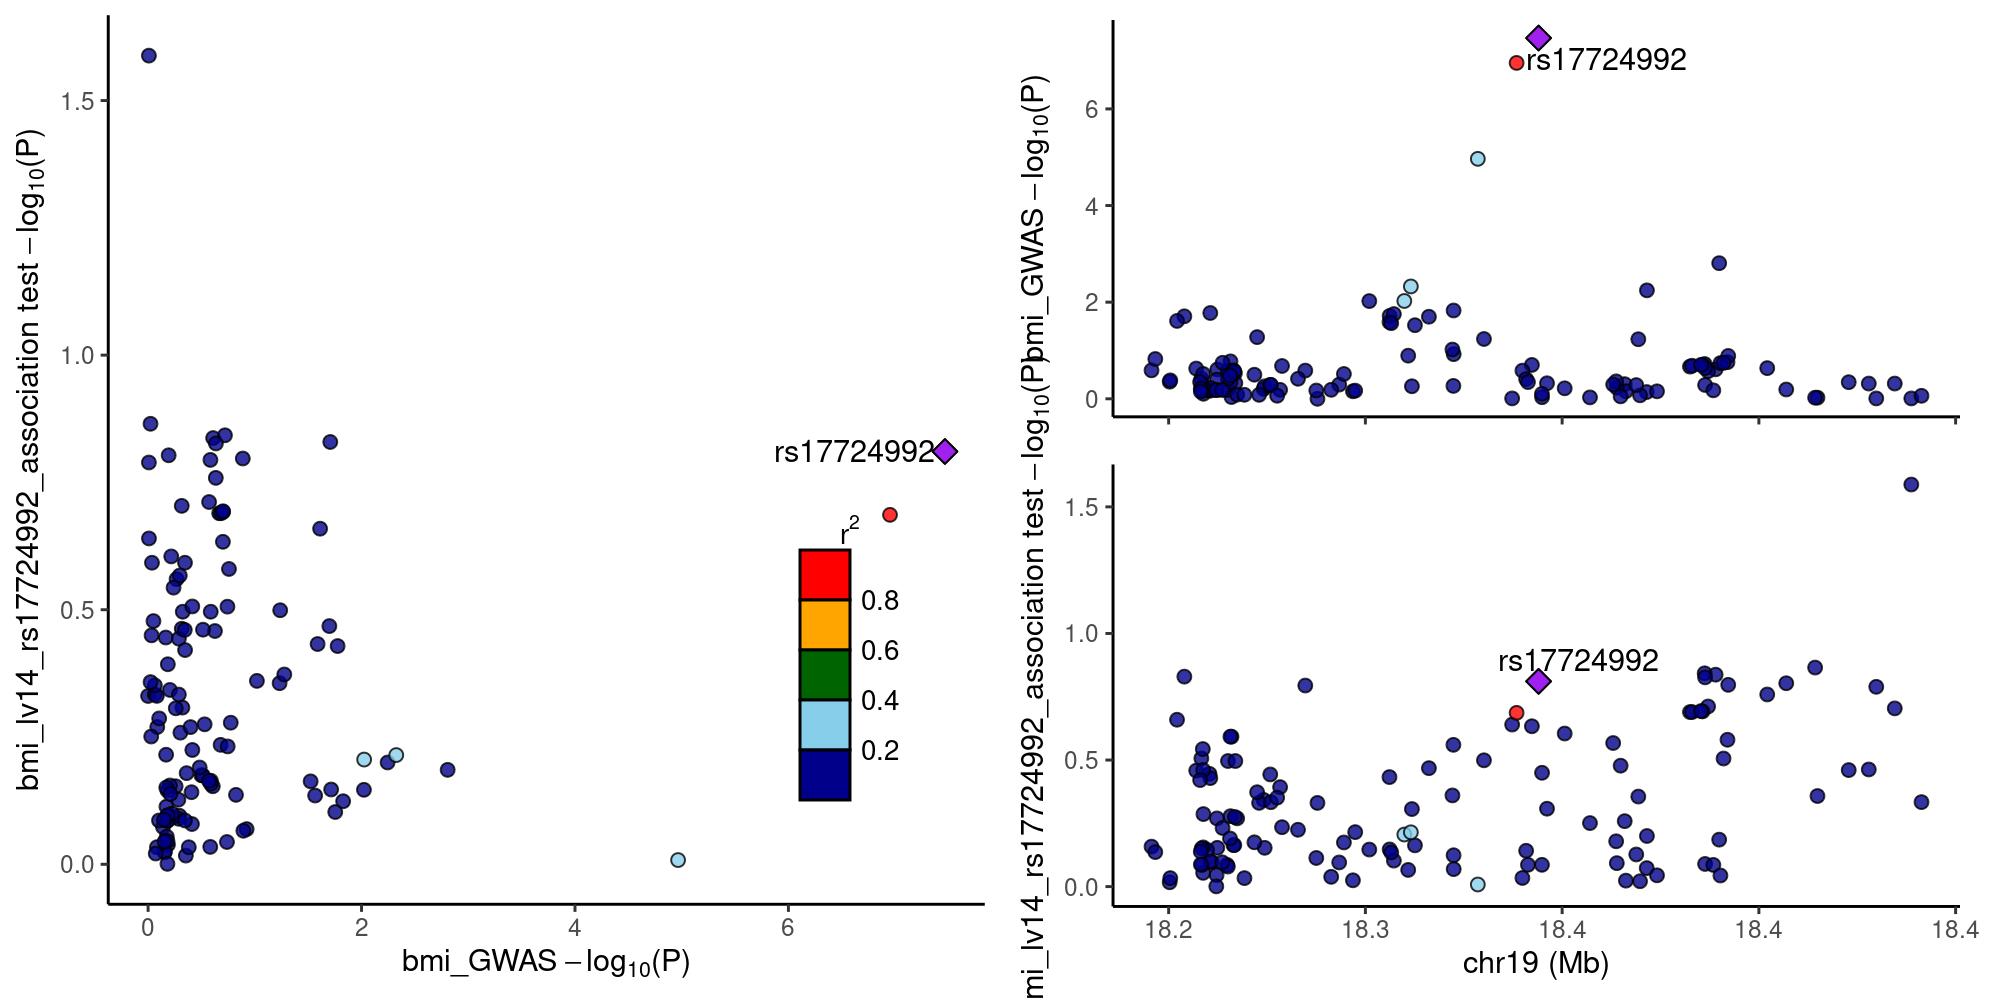 bmi_lv14_rs17724992_association test −log10(P)
1.5
1.0
0.5
0.0
0
2
4
6
bmi_GWAS −log10(P)
rs17724992
r2
0.8
0.6
0.4
0.2
bmi_GWAS −log10(P)
6
4
2
0
rs17724992
mi_lv14_rs17724992_association test −log10(P)
1.5
1.0
0.5
0.0
rs17724992
18.2
18.3
18.4
18.4
18.4
chr19 (Mb)